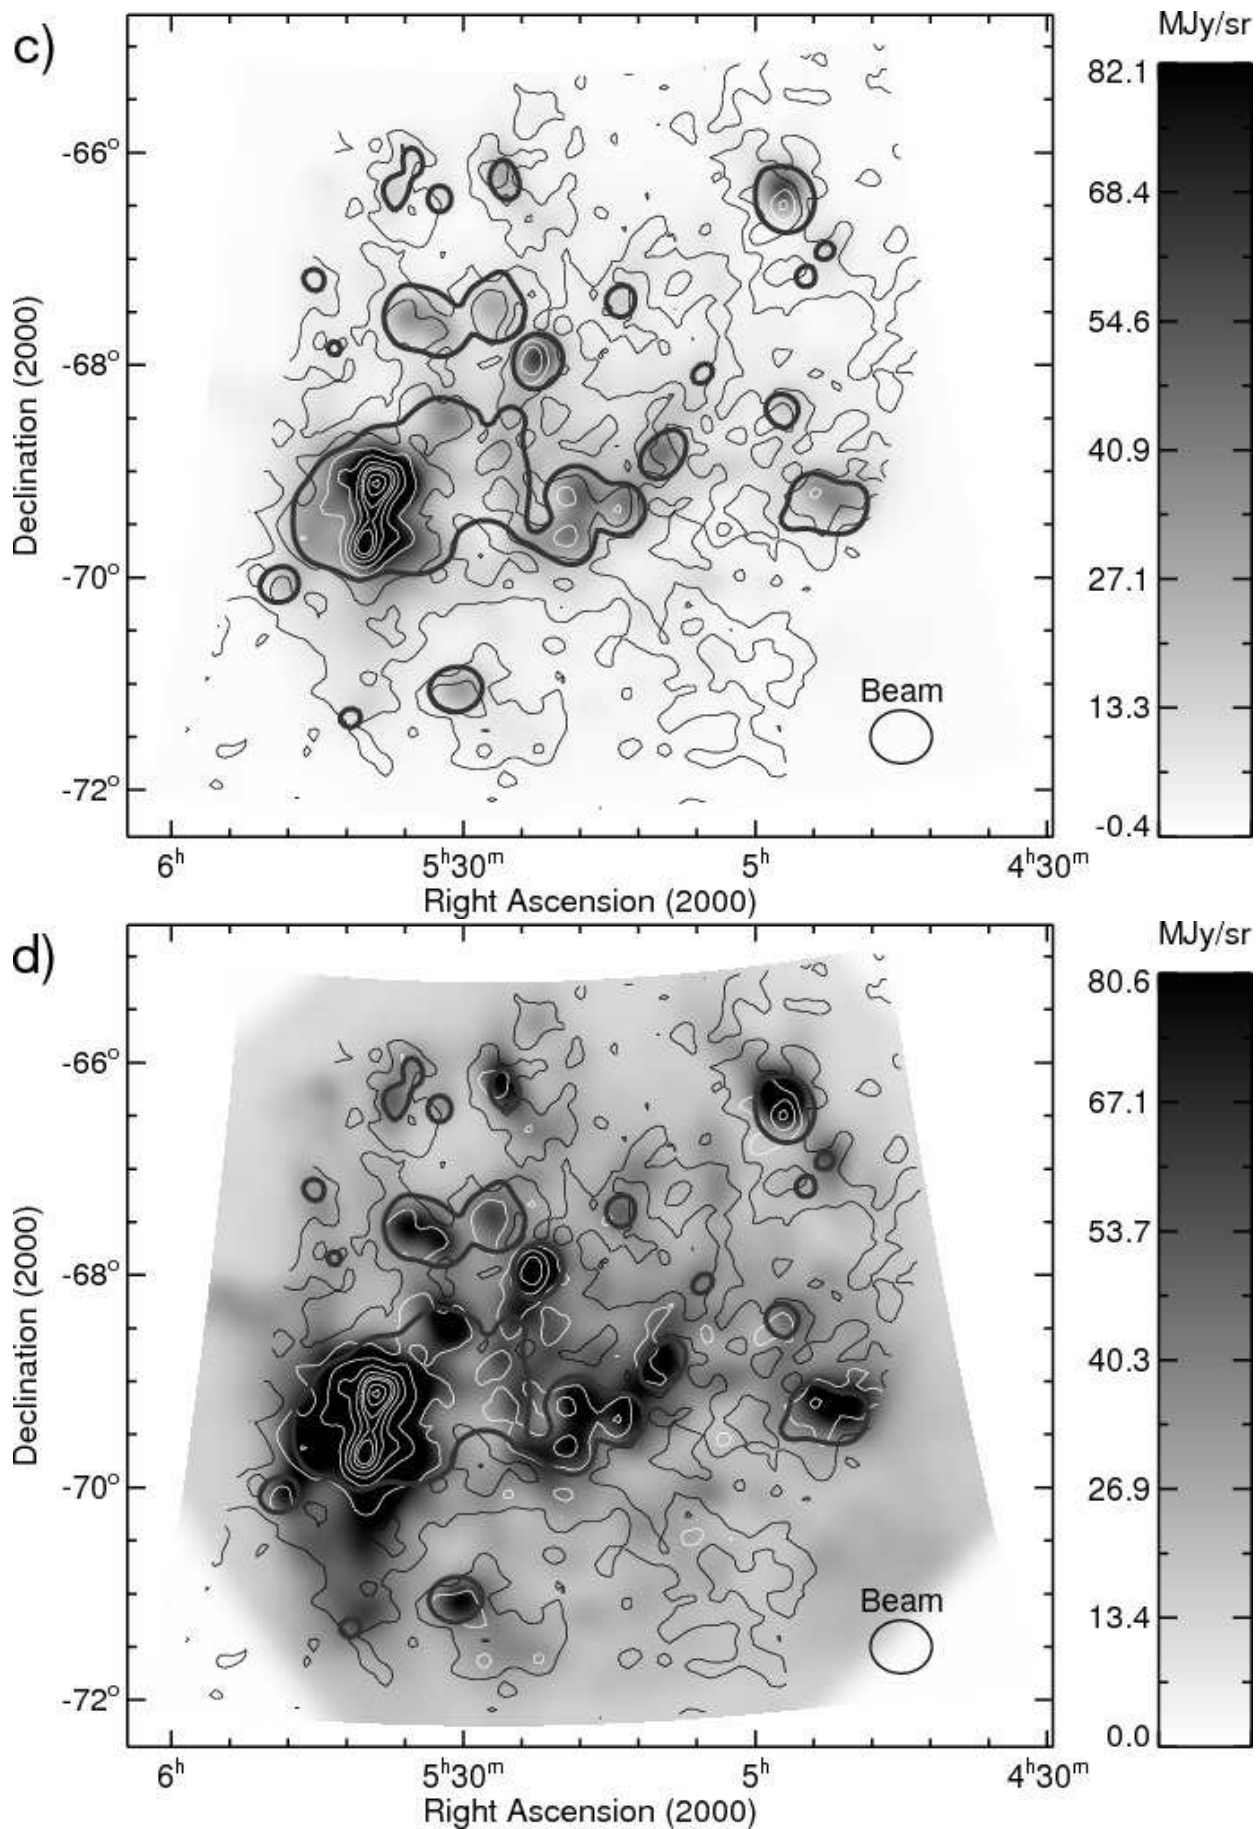 c)
MJy/sr
82.1
68.4
54.6
40.9
27.1
13.3
-0.4
-66°
-68°
-70°
-72°
Declination (2000)
Beam
6ʰ
5ʰ30ᵐ
5ʰ
4ʰ30ᵐ
Right Ascension (2000)
d)
MJy/sr
80.6
67.1
53.7
40.3
26.9
13.4
0.0
-66°
-68°
-70°
-72°
Declination (2000)
Beam
6ʰ
5ʰ30ᵐ
5ʰ
4ʰ30ᵐ
Right Ascension (2000)